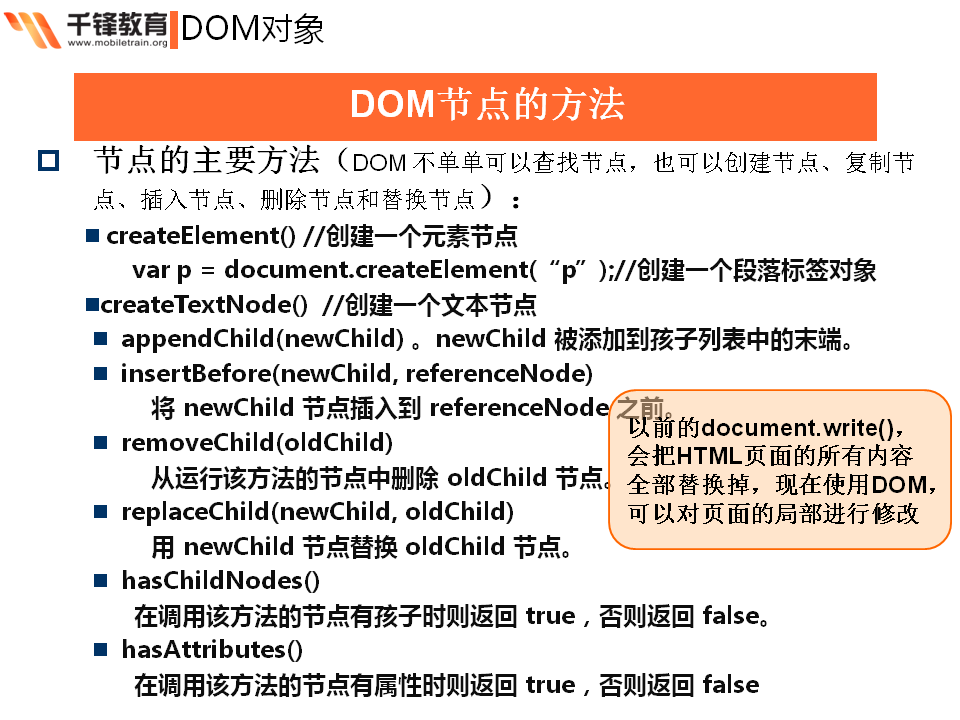 千锋教育
www.mobiletrain.org
DOM对象
DOM节点的方法
节点的主要方法（DOM 不单单可以查找节点，也可以创建节点、复制节
点、插入节点、删除节点和替换节点）：
createElement() //创建一个元素节点
var p = document.createElement(“p”);//创建一个段落标签对象
createTextNode() //创建一个文本节点
appendChild(newChild) 。newChild 被添加到孩子列表中的末端。
insertBefore(newChild, referenceNode)
将 newChild 节点插入到 referenceNode 之前。
removeChild(oldChild)
从运行该方法的节点中删除 oldChild 节点。
replaceChild(newChild, oldChild)
用 newChild 节点替换 oldChild 节点。
hasChildNodes()
在调用该方法的节点有孩子时则返回 true，否则返回 false。
hasAttributes()
在调用该方法的节点有属性时则返回 true，否则返回 false
以前的document.write()，
会把HTML页面的所有内容
全部替换掉，现在使用DOM，
可以对页面的局部进行修改